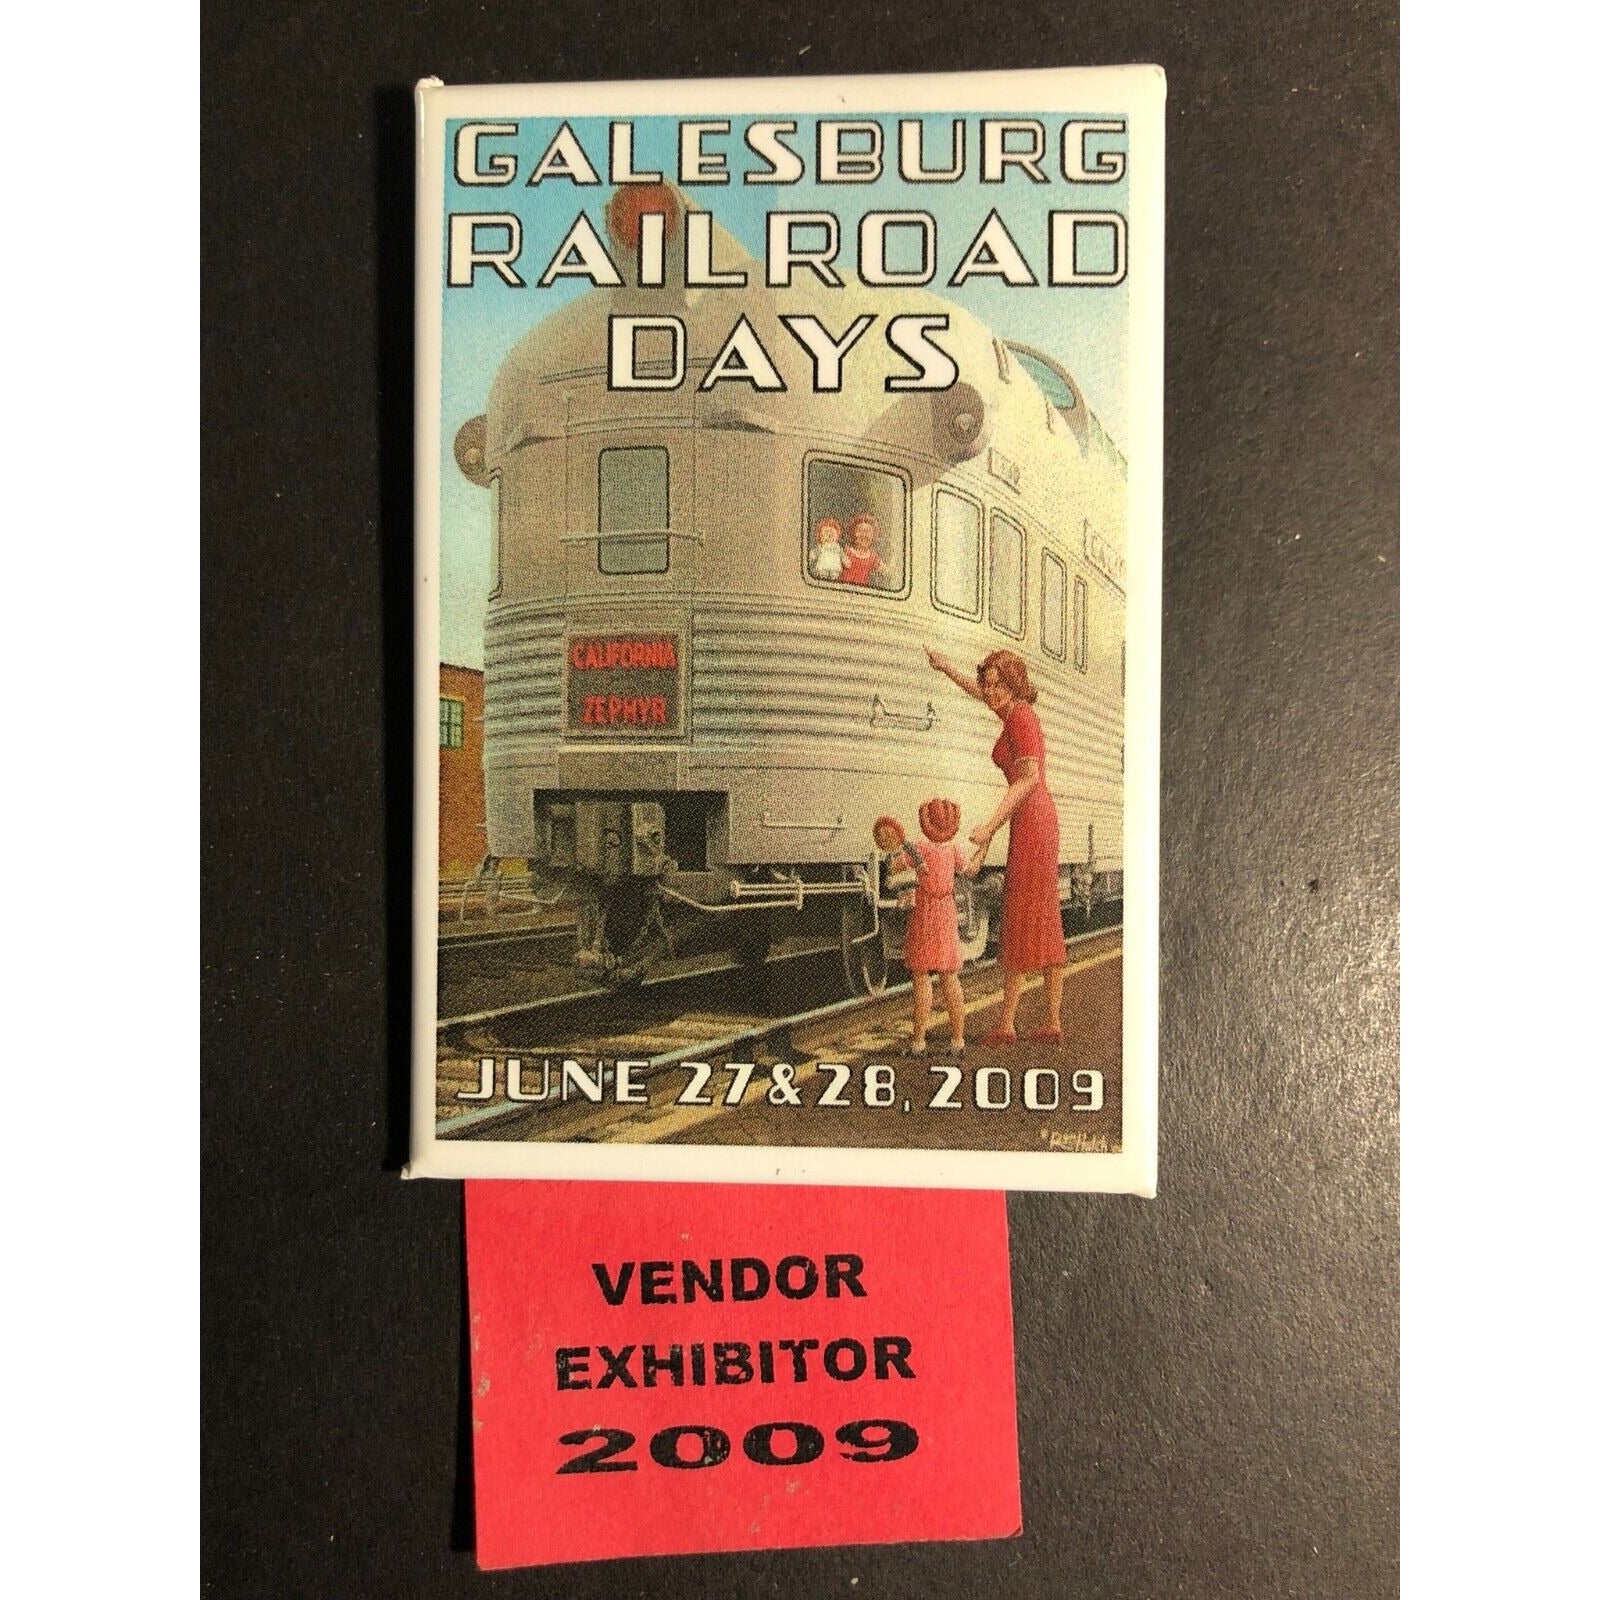 GALESBURG
RAILROAD
DAYS
CALIFORNIA
ZEPHYR
JUNE 27 & 28, 2009
VENDOR
EXHIBITOR
2009